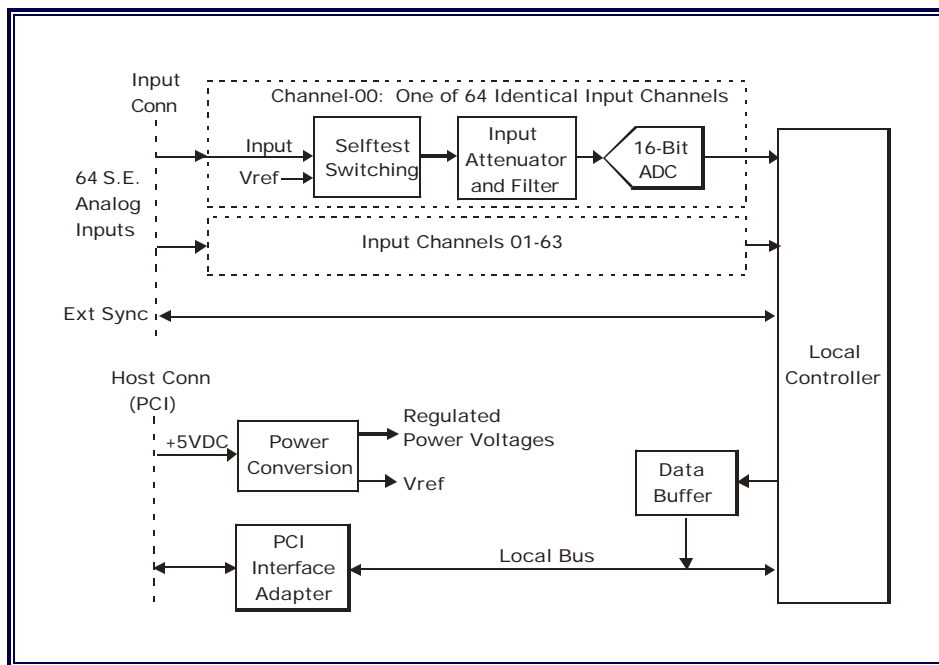 Input
Conn
Channel-00:  One of 64 Identical Input Channels
Input
Vref
Selftest
Switching
Input
Attenuator
and Filter
16-Bit
ADC
64 S.E.
Analog
Inputs
Input Channels 01-63
Ext Sync
Local
Controller
Host Conn
(PCI)
+5VDC
Power
Conversion
Regulated
Power Voltages
Vref
Data
Buffer
PCI
Interface
Adapter
Local Bus